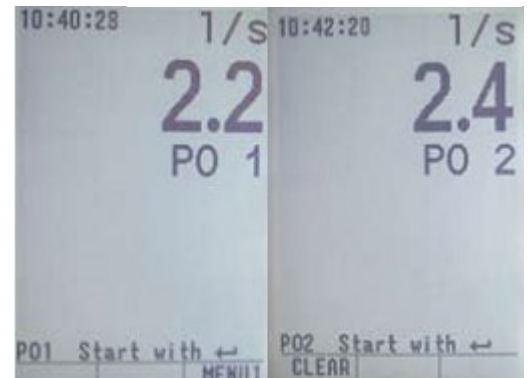 10:40:28 1/s
2.2
PO 1
PO1 Start with ↵
MENU1
10:42:20 1/s
2.4
PO 2
PO2 Start with ↵
CLEAR